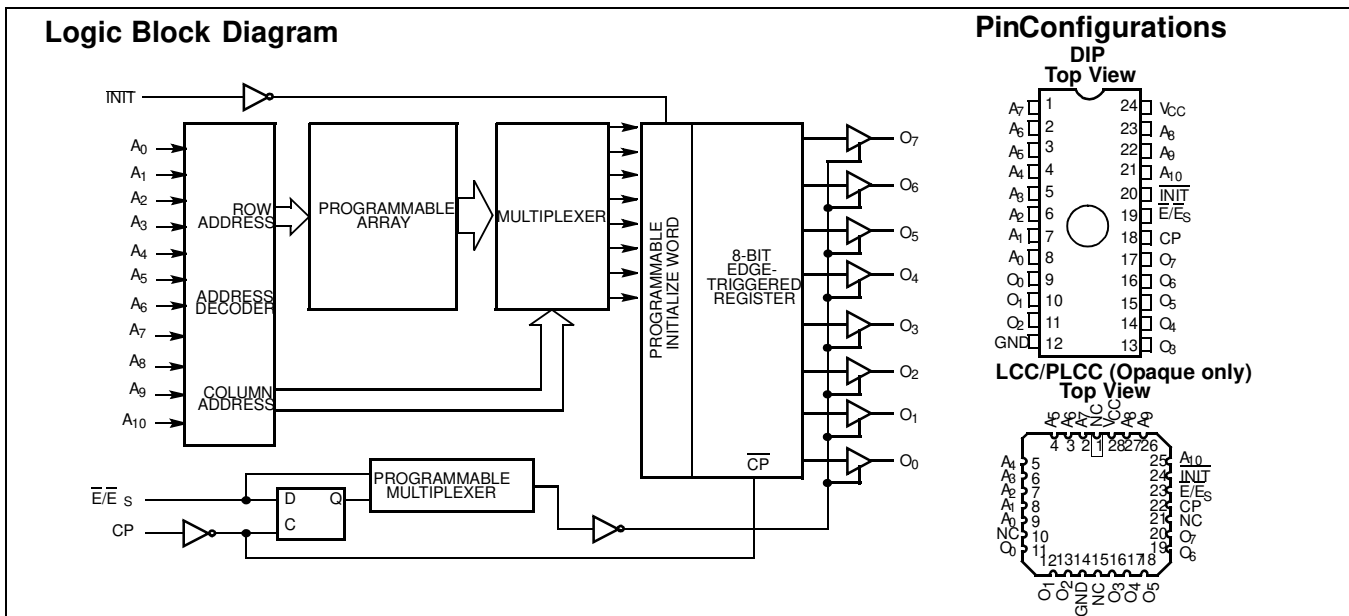 Logic Block Diagram
INIT
A0
A1
A2
A3
A4
A5
A6
A7
A8
A9
A10
ROW
ADDRESS
ADDRESS
DECODER
COLUMN
ADDRESS
PROGRAMMABLE
ARRAY
MULTIPLEXER
PROGRAMMABLE
INITIALIZE WORD
8-BIT
EDGE-
TRIGGERED
REGISTER
CP
O7
O6
O5
O4
O3
O2
O1
O0
E/ES
CP
D
Q
C
PROGRAMMABLE
MULTIPLEXER
PinConfigurations
DIP
Top View
A7 1 24 VCC
A6 2 23 A8
A5 3 22 A9
A4 4 21 A10
A3 5 20 INIT
A2 6 19 E/ES
A1 7 18 CP
A0 8 17 O7
O0 9 16 O6
O1 10 15 O5
O2 11 14 O4
GND 12 13 O3
LCC/PLCC (Opaque only)
Top View
A5 A6 A7 NC VCC A8 A9
4 3 2 1 28 27 26
A4 5 25 A10
A3 6 24 INIT
A2 7 23 E/ES
A1 8 22 CP
A0 9 21 NC
NC 10 20 O7
O0 11 19 O6
12 13 14 15 16 17 18
O1 O2 GND NC O3 O4 O5